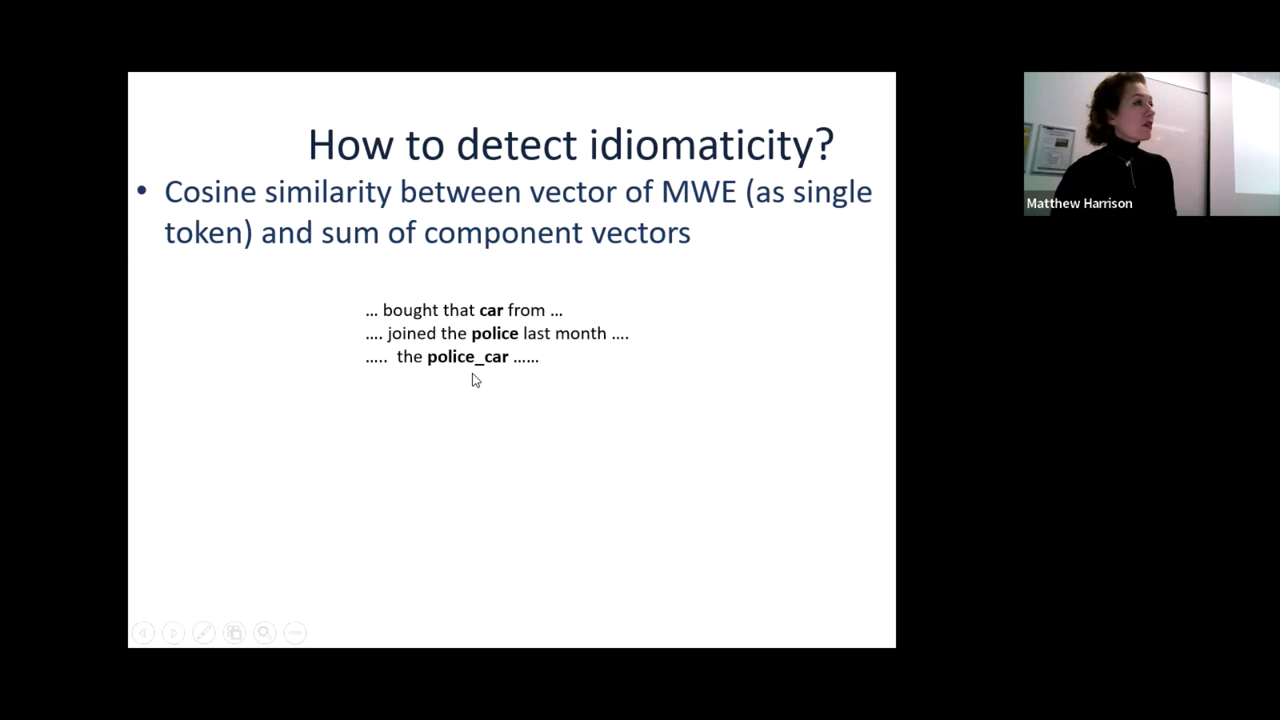 How to detect idiomaticity?
• Cosine similarity between vector of MWE (as single
token) and sum of component vectors
... bought that car from ...
.... joined the police last month ....
..... the police_car ......
Matthew Harrison